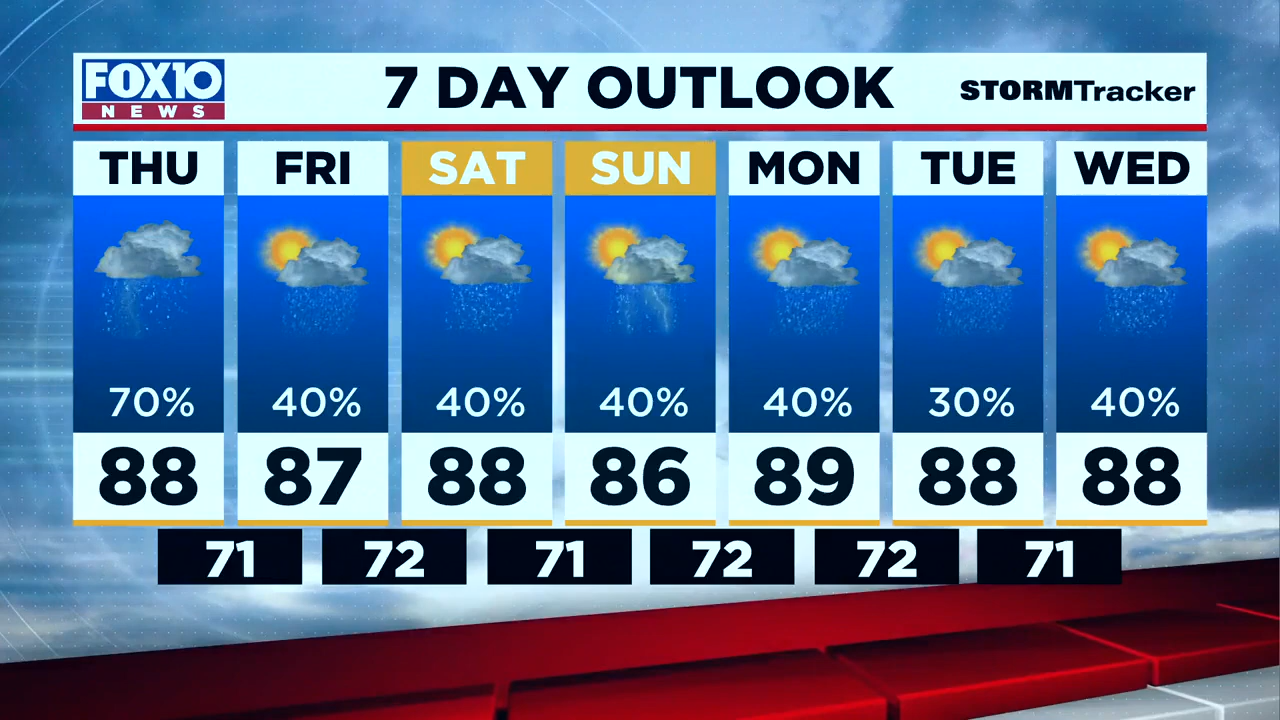 FOX10
NEWS
7 DAY OUTLOOK
STORMTracker
THU FRI SAT SUN MON TUE WED
70% 40% 40% 40% 40% 30% 40%
88 87 88 86 89 88 88
71 72 71 72 72 71